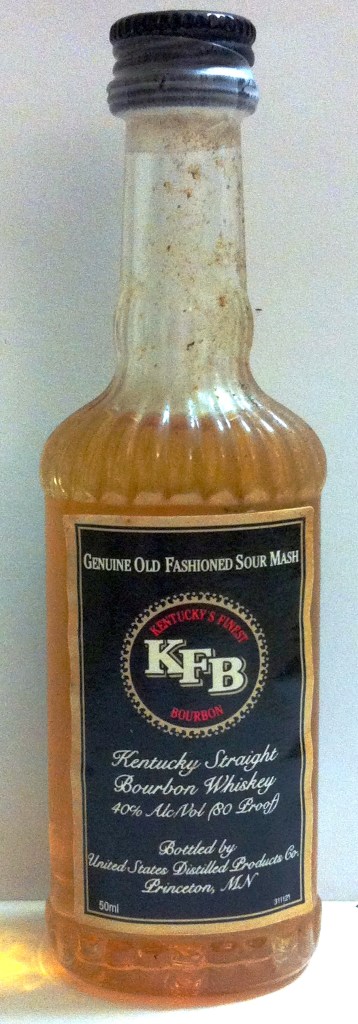 GENUINE OLD FASHIONED SOUR MASH
KENTUCKY'S FINEST
KFB
BOURBON
Kentucky Straight
Bourbon Whiskey
40% Alc/Vol (80 Proof)
Bottled by
United States Distilled Products Co.
Princeton, MN
50ml